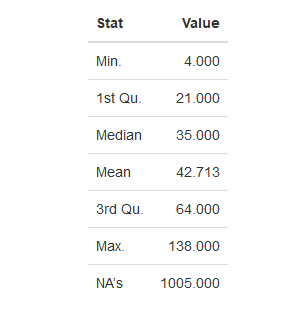 Stat Value
Min. 4.000
1st Qu. 21.000
Median 35.000
Mean 42.713
3rd Qu. 64.000
Max. 138.000
NA's 1005.000